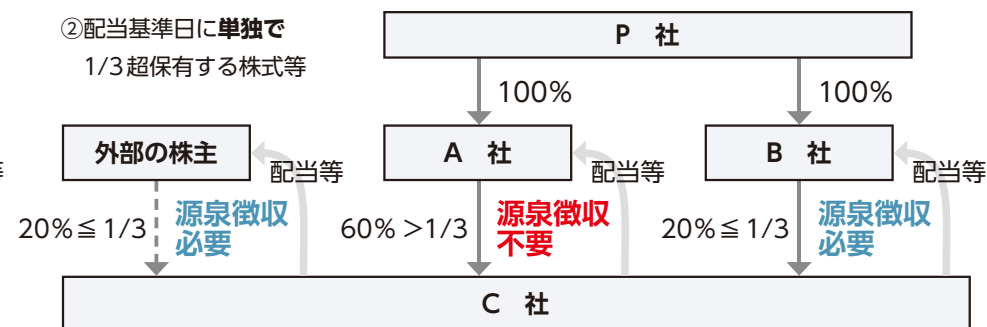 ②配当基準日に単独で
1/3超保有する株式等
P 社
100%
100%
外部の株主
A 社
B 社
等
配当等
配当等
配当等
20%≦1/3
源泉徴収
必要
60%>1/3
源泉徴収
不要
20%≦1/3
源泉徴収
必要
C 社